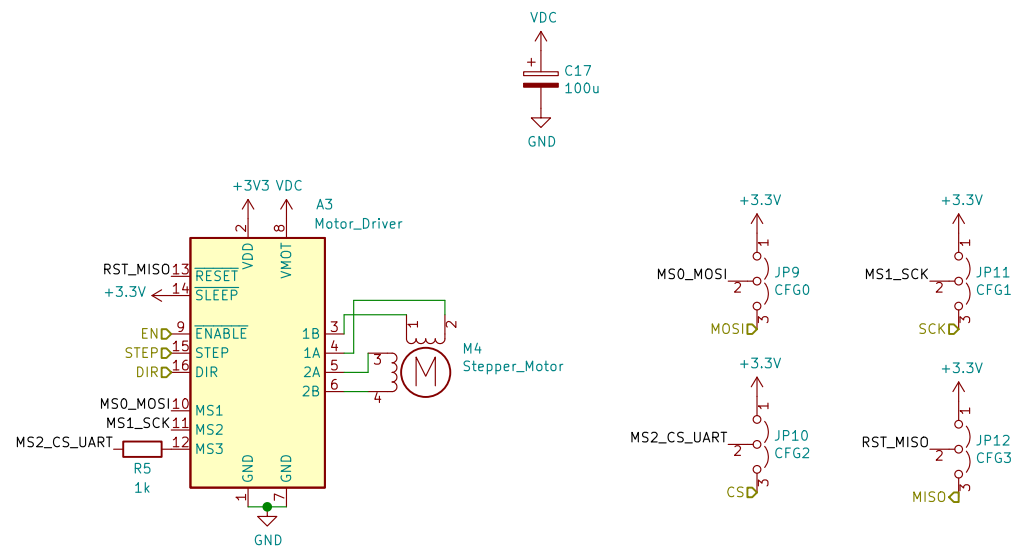 VDC
+
C17
100u
GND
+3V3 VDC
A3
Motor_Driver
2
8
VDD
VMOT
RST_MISO 13 RESET
+3.3V 14 SLEEP
EN 9 ENABLE
STEP 15 STEP
DIR 16 DIR
MS0_MOSI 10 MS1
MS1_SCK 11 MS2
MS2_CS_UART 12 MS3
R5
1k
1B 3
1A 4
2A 5
2B 6
GND
GND
1
7
GND
1
2
3
4
M
M4
Stepper_Motor
+3.3V
1
MS0_MOSI 2
JP9
CFG0
3
MOSI
+3.3V
1
MS1_SCK 2
JP11
CFG1
3
SCK
+3.3V
1
MS2_CS_UART 2
JP10
CFG2
3
CS
+3.3V
1
RST_MISO 2
JP12
CFG3
3
MISO